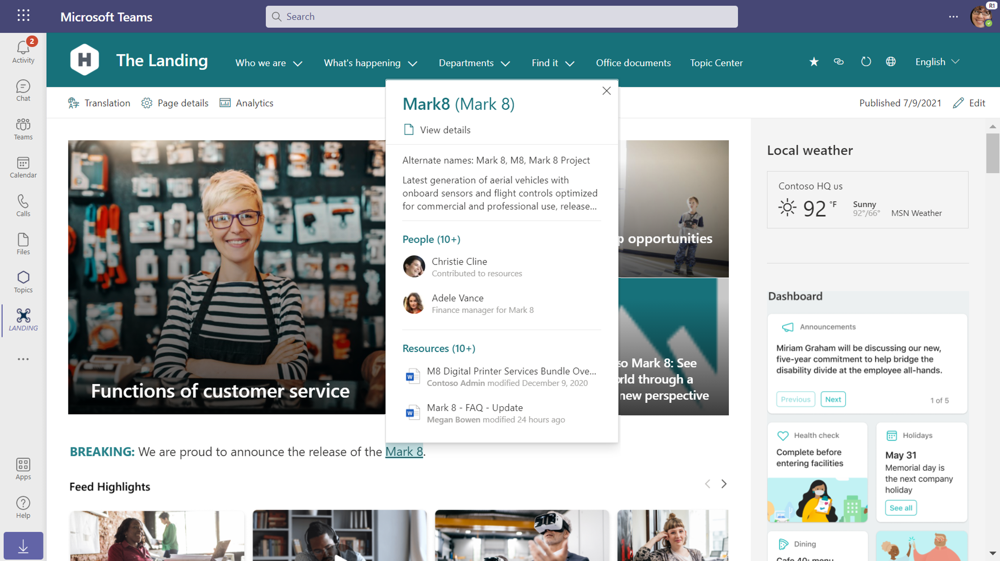 Microsoft Teams
Search
R1
2
Activity
Chat
Teams
Calendar
Calls
Files
Topics
LANDING
Apps
Help
H
The Landing
Who we are
What's happening
Departments
Find it
Office documents
Topic Center
English
Translation
Page details
Analytics
Published 7/9/2021
Edit
Mark8 (Mark 8)
View details
Alternate names: Mark 8, M8, Mark 8 Project
Latest generation of aerial vehicles with
onboard sensors and flight controls optimized
for commercial and professional use, release...
People (10+)
Christie Cline
Contributed to resources
Adele Vance
Finance manager for Mark 8
Resources (10+)
M8 Digital Printer Services Bundle Ove...
Contoso Admin modified December 9, 2020
Mark 8 - FAQ - Update
Megan Bowen modified 24 hours ago
Functions of customer service
p opportunities
so Mark 8: See
rld through a
new perspective
BREAKING: We are proud to announce the release of the Mark 8.
Feed Highlights
Local weather
Contoso HQ us
92 °F
Sunny
92°/66°
MSN Weather
Dashboard
Announcements
Miriam Graham will be discussing our new,
five-year commitment to help bridge the
disability divide at the employee all-hands.
Previous
Next
1 of 5
Health check
Complete before
entering facilities
Holidays
May 31
Memorial day is
the next company
holiday
See all
Dining
Cafe 40: menu